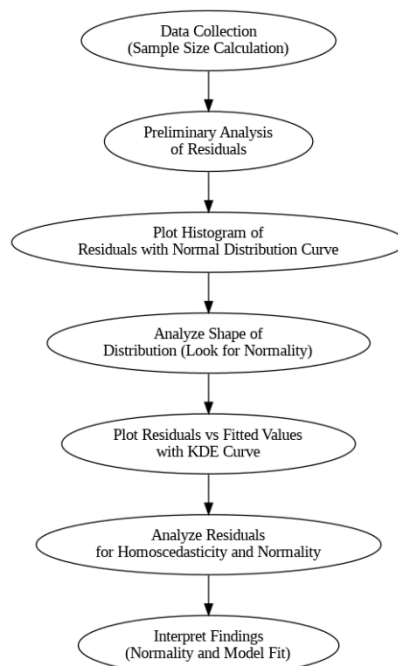 Data Collection
(Sample Size Calculation)
Preliminary Analysis
of Residuals
Plot Histogram of
Residuals with Normal Distribution Curve
Analyze Shape of
Distribution (Look for Normality)
Plot Residuals vs Fitted Values
with KDE Curve
Analyze Residuals
for Homoscedasticity and Normality
Interpret Findings
(Normality and Model Fit)